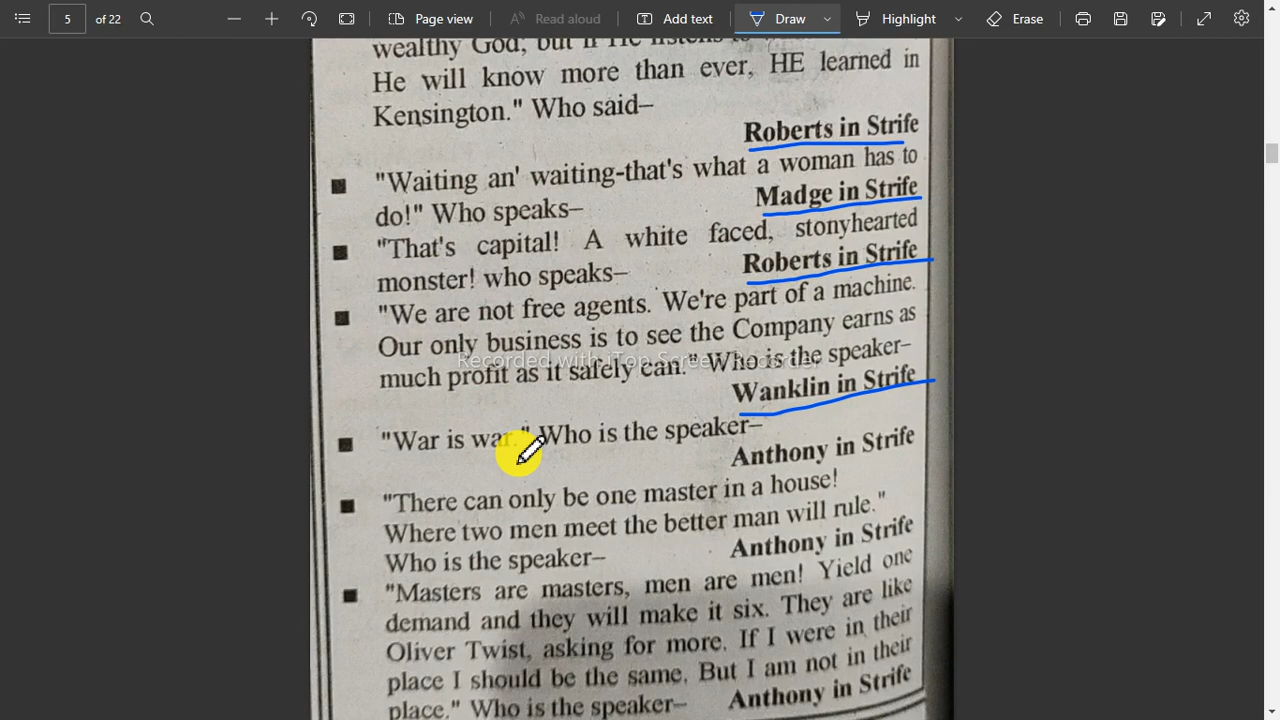 5 of 22 Page view Read aloud Add text Draw Highlight Erase
wealthy God, but if He listens to
He will know more than ever, HE learned in
Kensington." Who said–
Roberts in Strife
"Waiting an' waiting-that's what a woman has to
do!" Who speaks– Madge in Strife
"That's capital! A white faced, stonyhearted
monster! who speaks– Roberts in Strife
"We are not free agents. We're part of a machine.
Our only business is to see the Company earns as
much profit as it safely can." Who is the speaker–
Recorded with iTop Screen Recorder
Wanklin in Strife
"War is war." Who is the speaker–
Anthony in Strife
"There can only be one master in a house!
Where two men meet the better man will rule."
Who is the speaker– Anthony in Strife
"Masters are masters, men are men! Yield one
demand and they will make it six. They are like
Oliver Twist, asking for more. If I were in their
place I should be the same. But I am not in their
place." Who is the speaker– Anthony in Strife